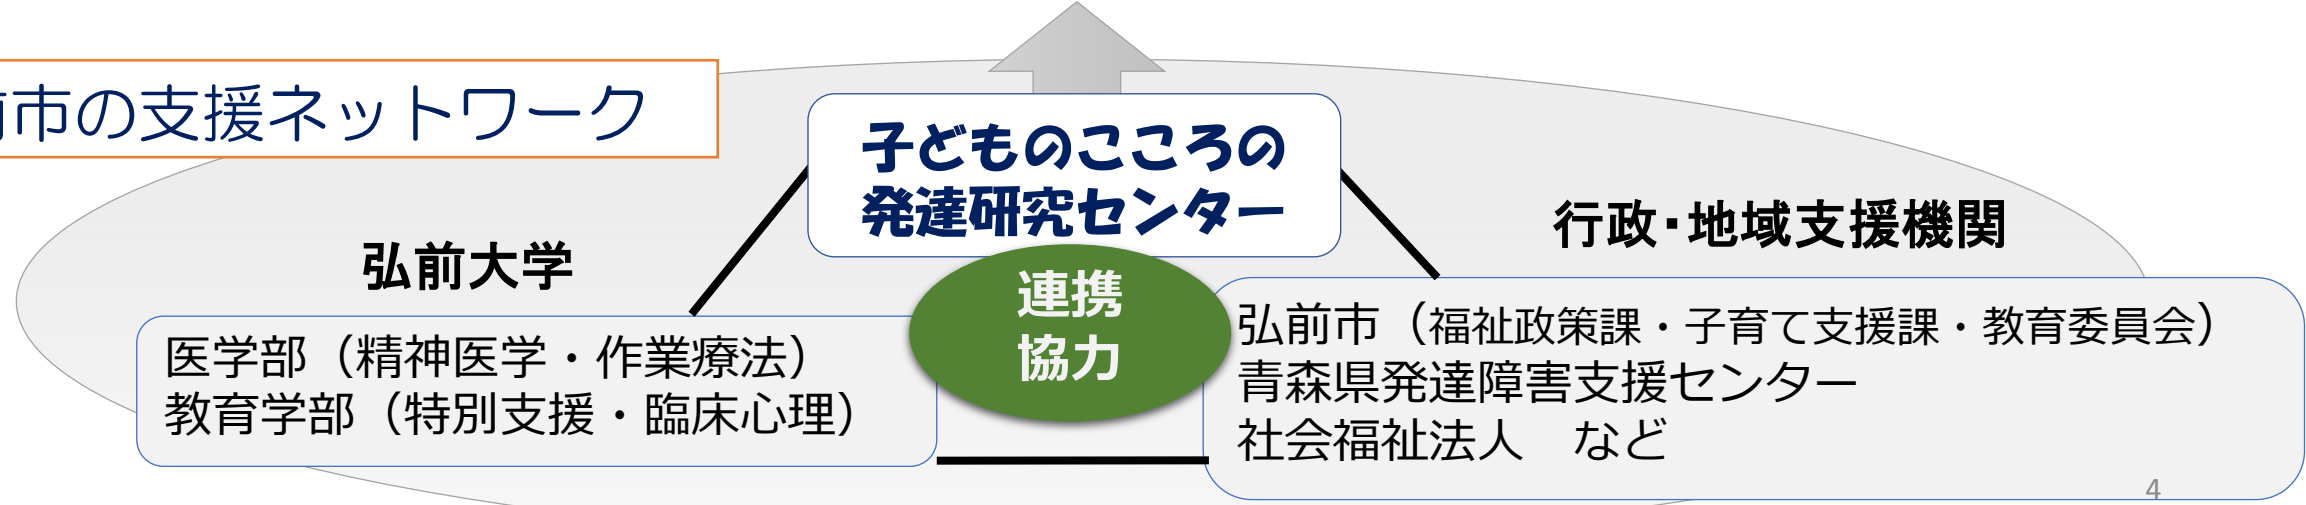 前市の支援ネットワーク
子どものこころの
発達研究センター
弘前大学
行政・地域支援機関
連携
協力
医学部（精神医学・作業療法）
教育学部（特別支援・臨床心理）
弘前市（福祉政策課・子育て支援課・教育委員会）
青森県発達障害支援センター
社会福祉法人　など
4